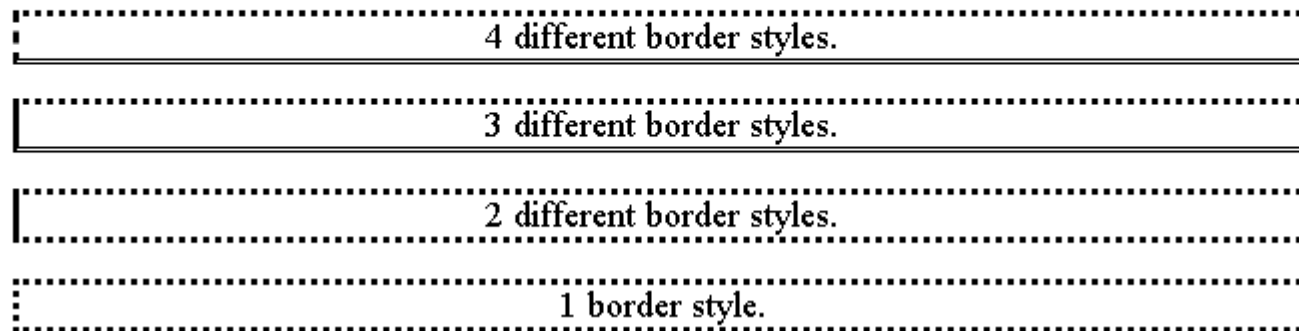 4 different border styles.
3 different border styles.
2 different border styles.
1 border style.